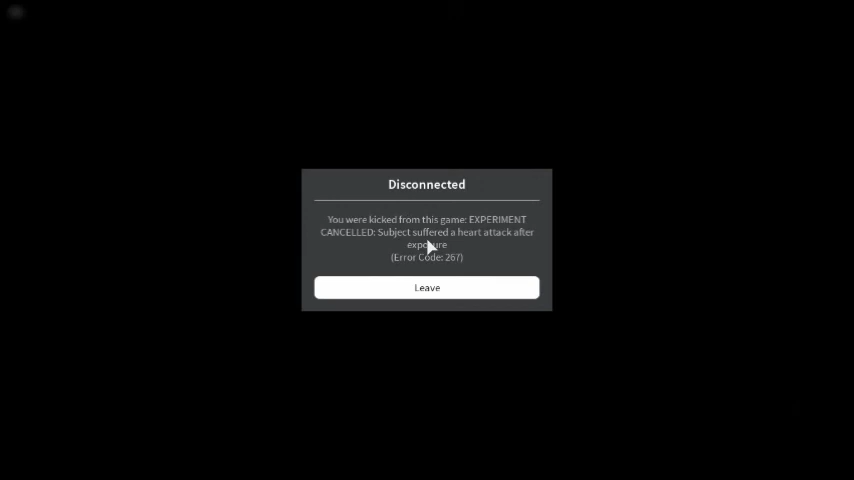 Disconnected
You were kicked from this game: EXPERIMENT
CANCELLED: Subject suffered a heart attack after
exposure
(Error Code: 267)
Leave